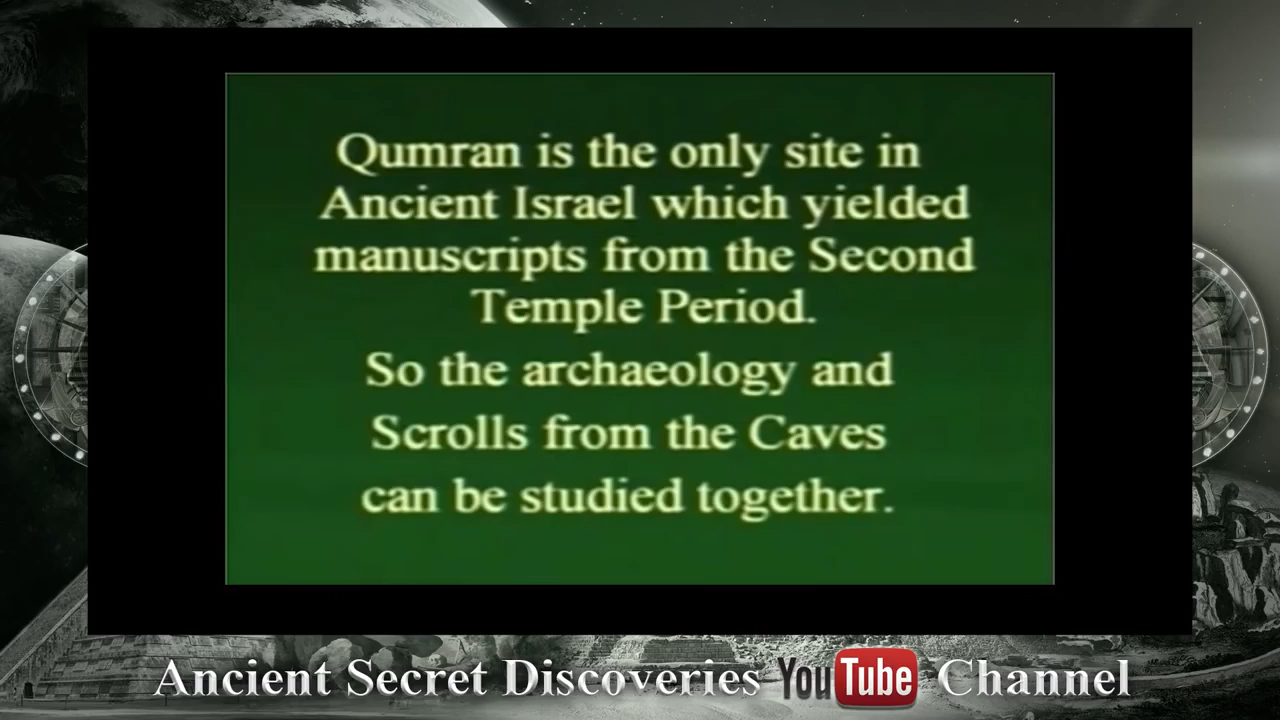 Qumran is the only site in
Ancient Israel which yielded
manuscripts from the Second
Temple Period.
So the archaeology and
Scrolls from the Caves
can be studied together.
Ancient Secret Discoveries YouTube Channel